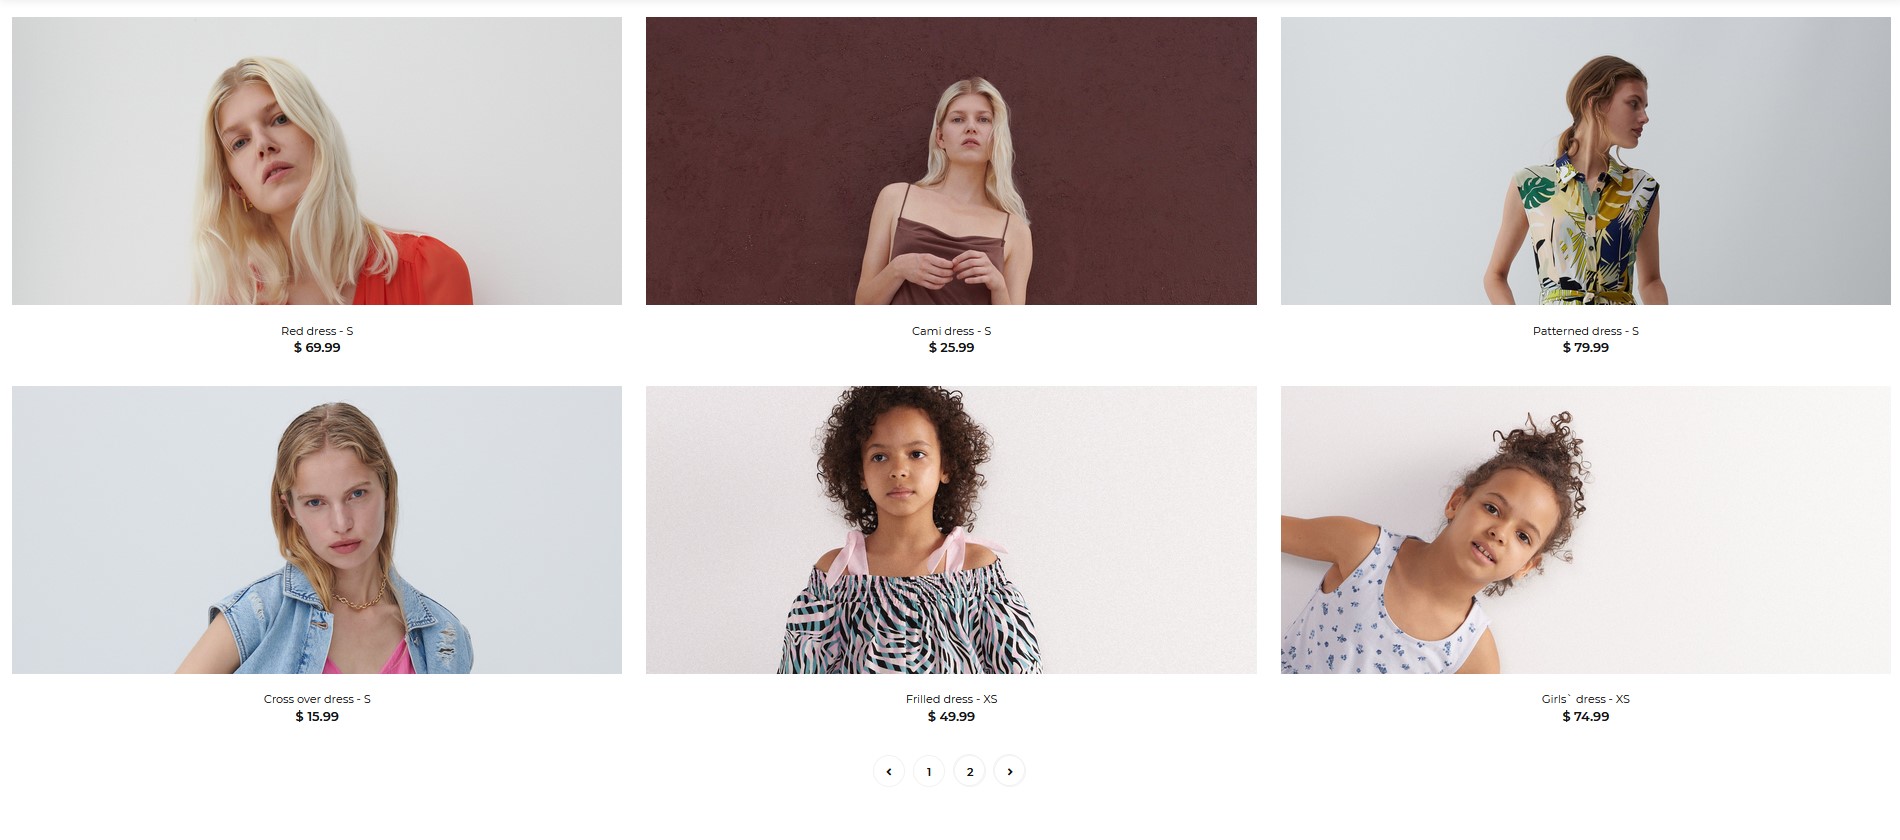 Red dress - S
$ 69.99
Cami dress - S
$ 25.99
Patterned dress - S
$ 79.99
Cross over dress - S
$ 15.99
Frilled dress - XS
$ 49.99
Girls` dress - XS
$ 74.99
1 2